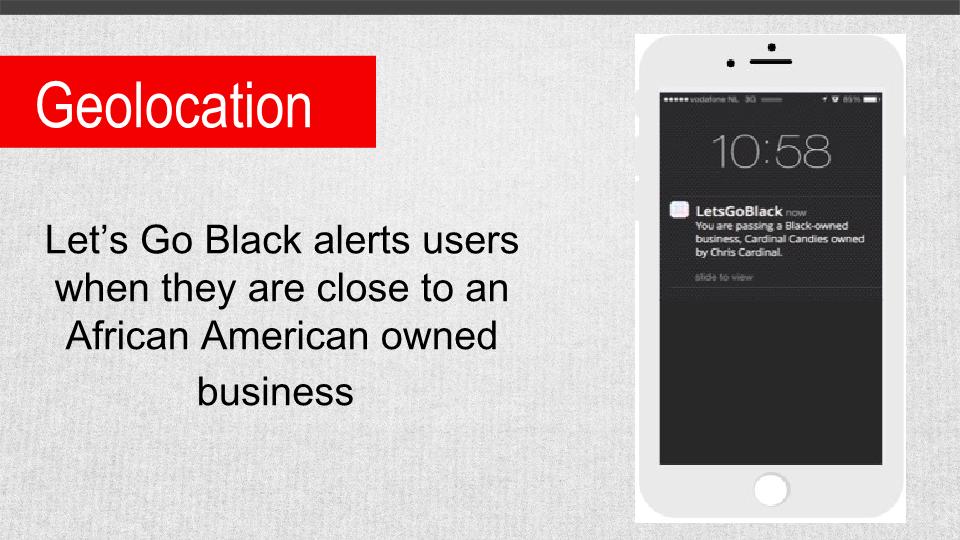 Geolocation
Let’s Go Black alerts users
when they are close to an
African American owned
business
vodafone NL 3G
89%
10:58
LetsGoBlack now
You are passing a Black-owned
business, Cardinal Candies owned
by Chris Cardinal.
slide to view